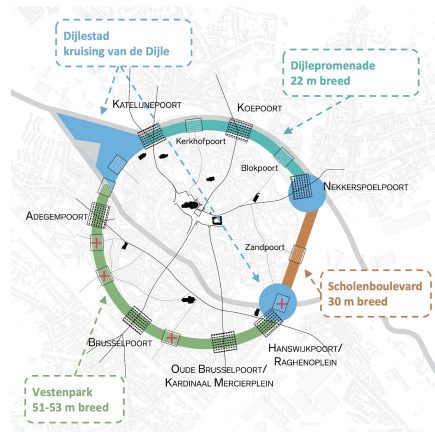 Dijlestad
kruising van de Dijle
Dijlepromenade
22 m breed
KATELIJNEPOORT
KOEPOORT
Kerkhofpoort
Blokpoort
NEKKERSPOELPOORT
ADEGEMPOORT
Zandpoort
Scholenboulevard
30 m breed
BRUSSELPOORT
HANSWIJKPOORT/
RAGHENOPLEIN
OUDE BRUSSELPOORT/
KARDINAAL MERCIERPLEIN
Vestenpark
51-53 m breed